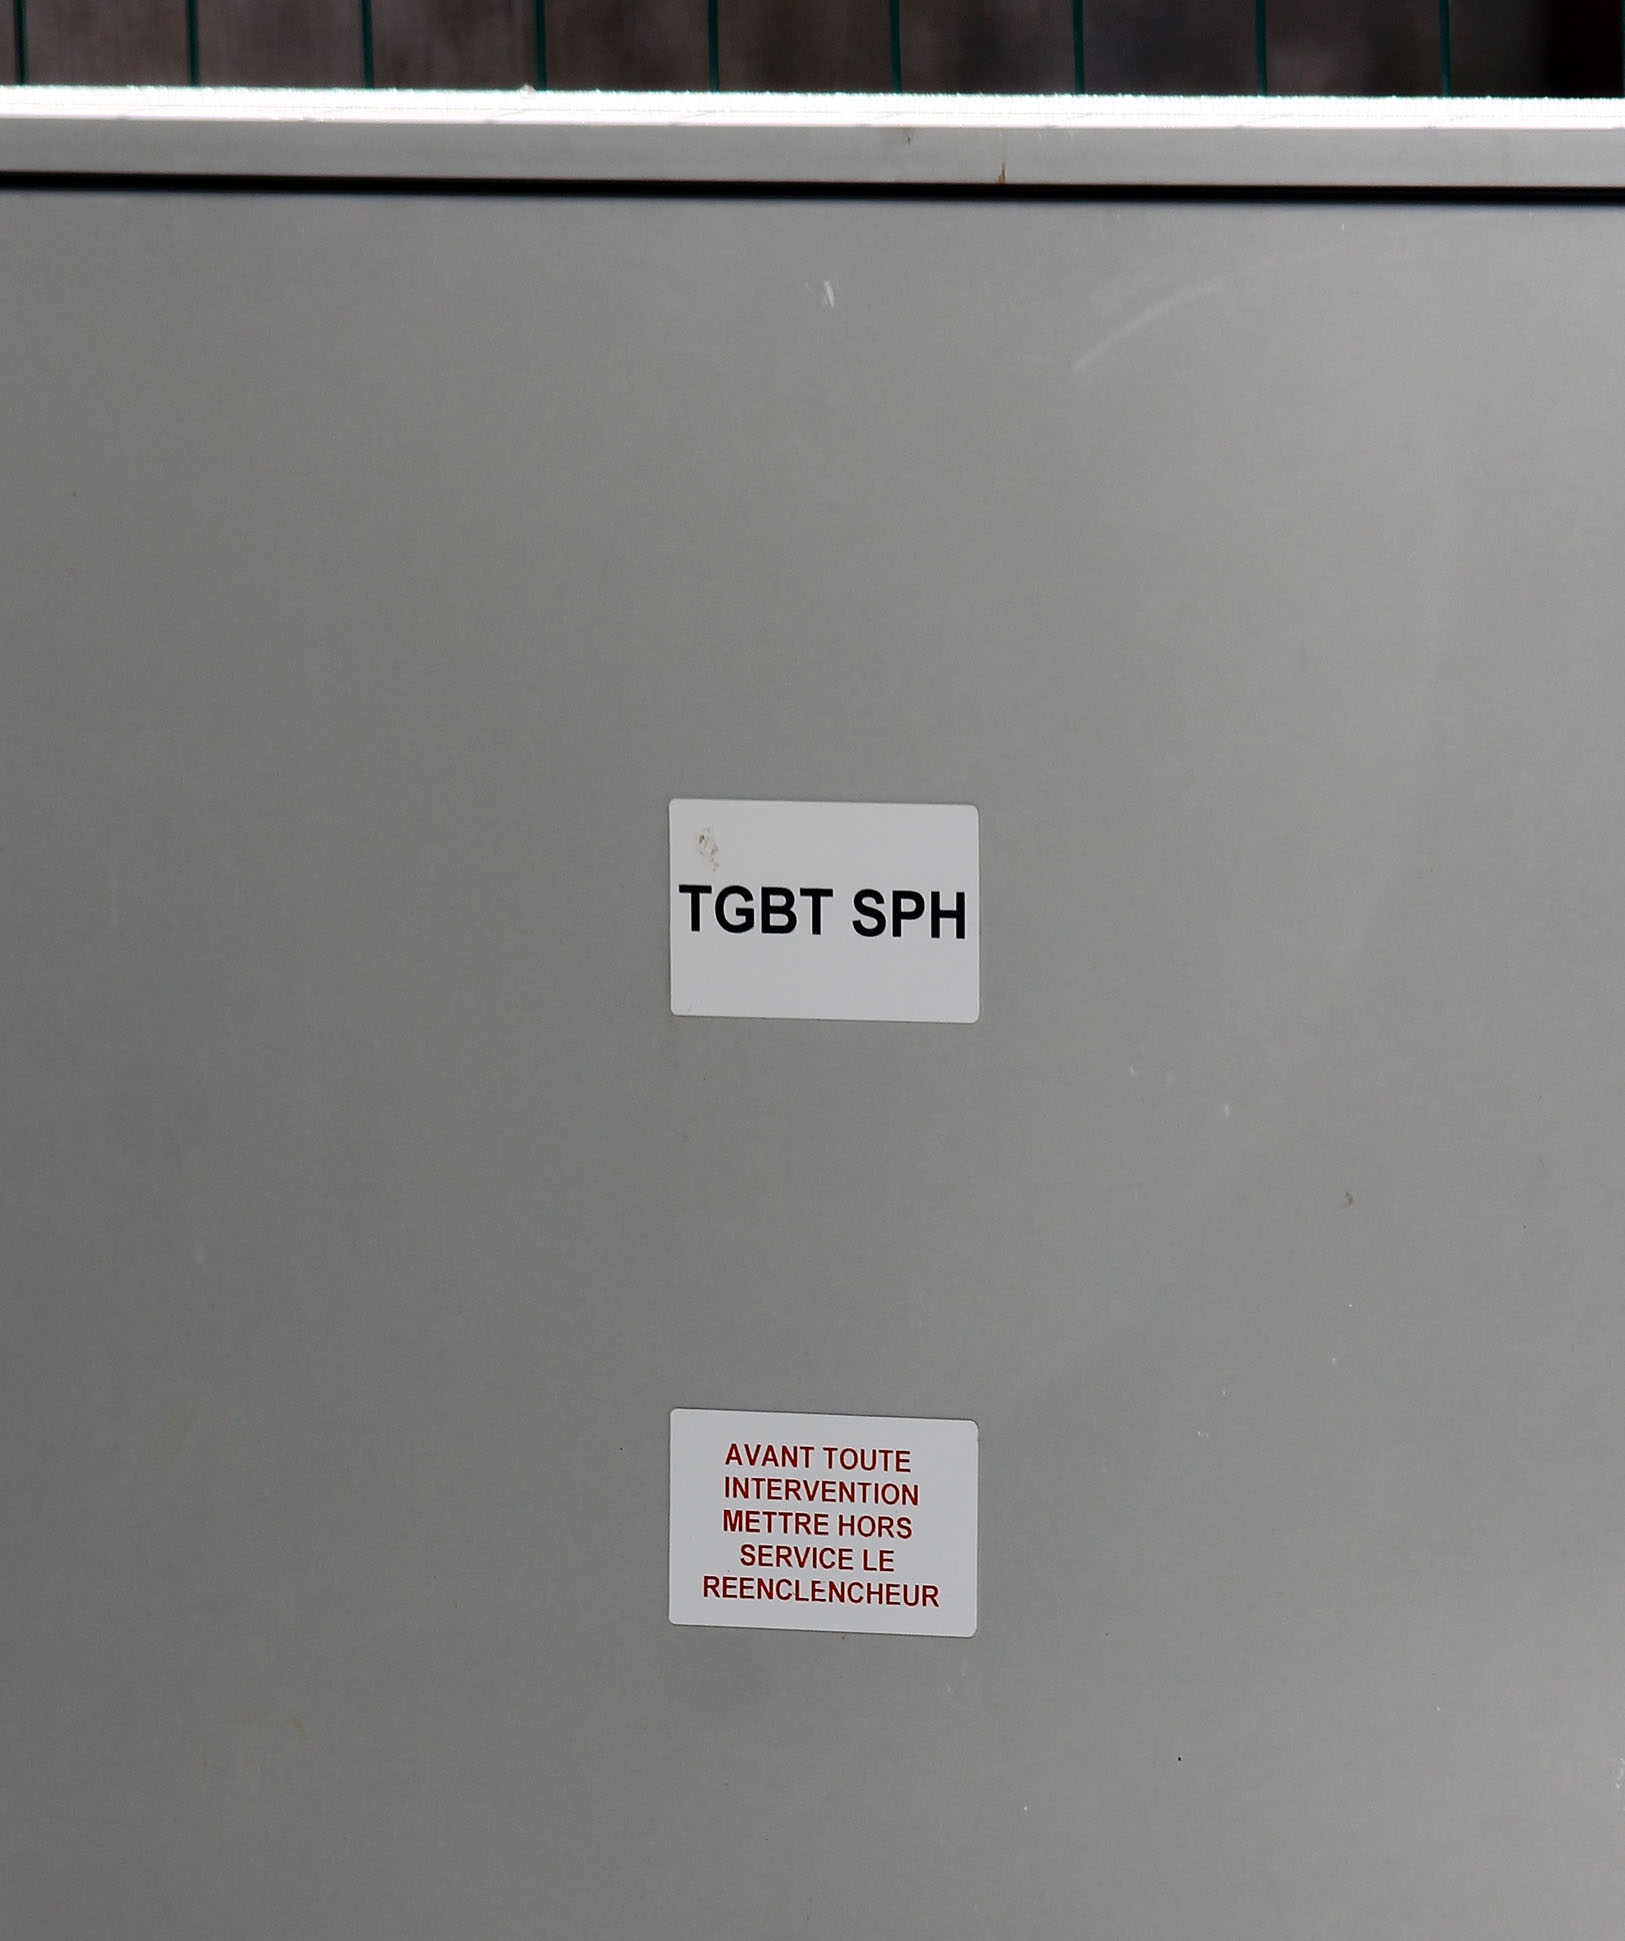 TGBT SPH
AVANT TOUTE
INTERVENTION
METTRE HORS
SERVICE LE
REENCLENCHEUR